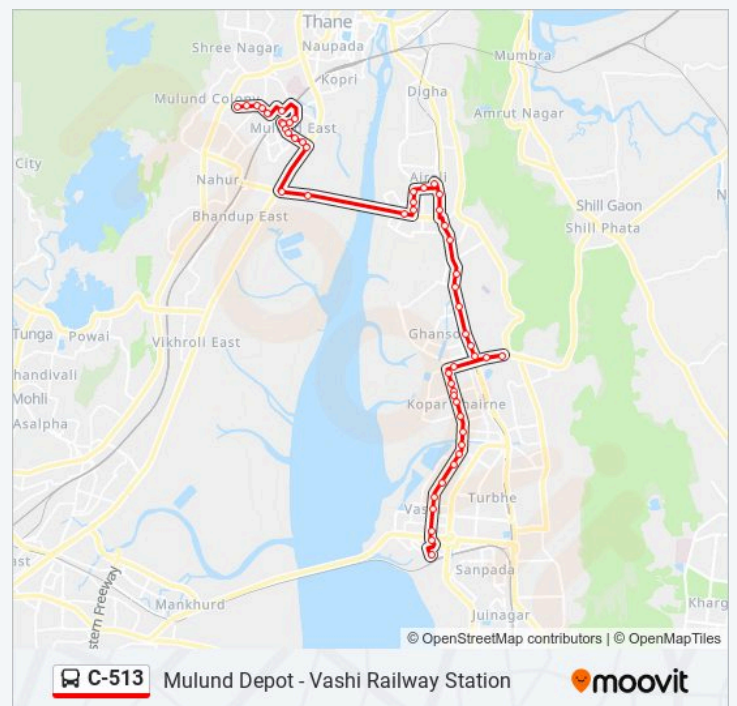 Thane
Shree Nagar
Naupada
Kopri
Mumbra
Digha
Mulund Colony
Amrut Nagar
Mulund East
City
Nahur
Airoli
Bhandup East
Shill Gaon
Shill Phata
Tunga
Powai
Vikhroli East
Ghansoli
handivali
Mohli
Asalpha
Kopar Khairne
Turbhe
Vashi
ast
Sanpada
stern Freeway
Mankhurd
Kharg
Juinagar
© OpenStreetMap contributors | © OpenMapTiles
C-513 Mulund Depot - Vashi Railway Station
moovit